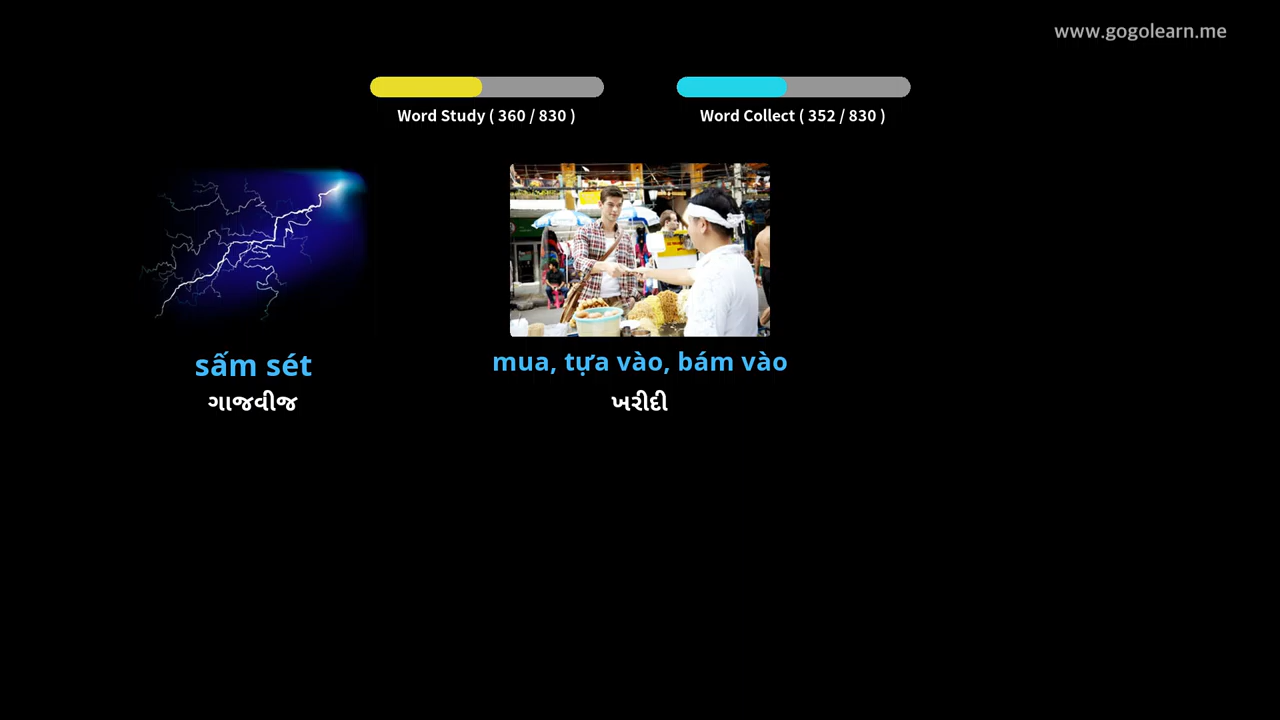 www.gogolearn.me
Word Study ( 360 / 830 )
Word Collect ( 352 / 830 )
sấm sét
ગાજવીજ
mua, tựa vào, bám vào
ખરીદી